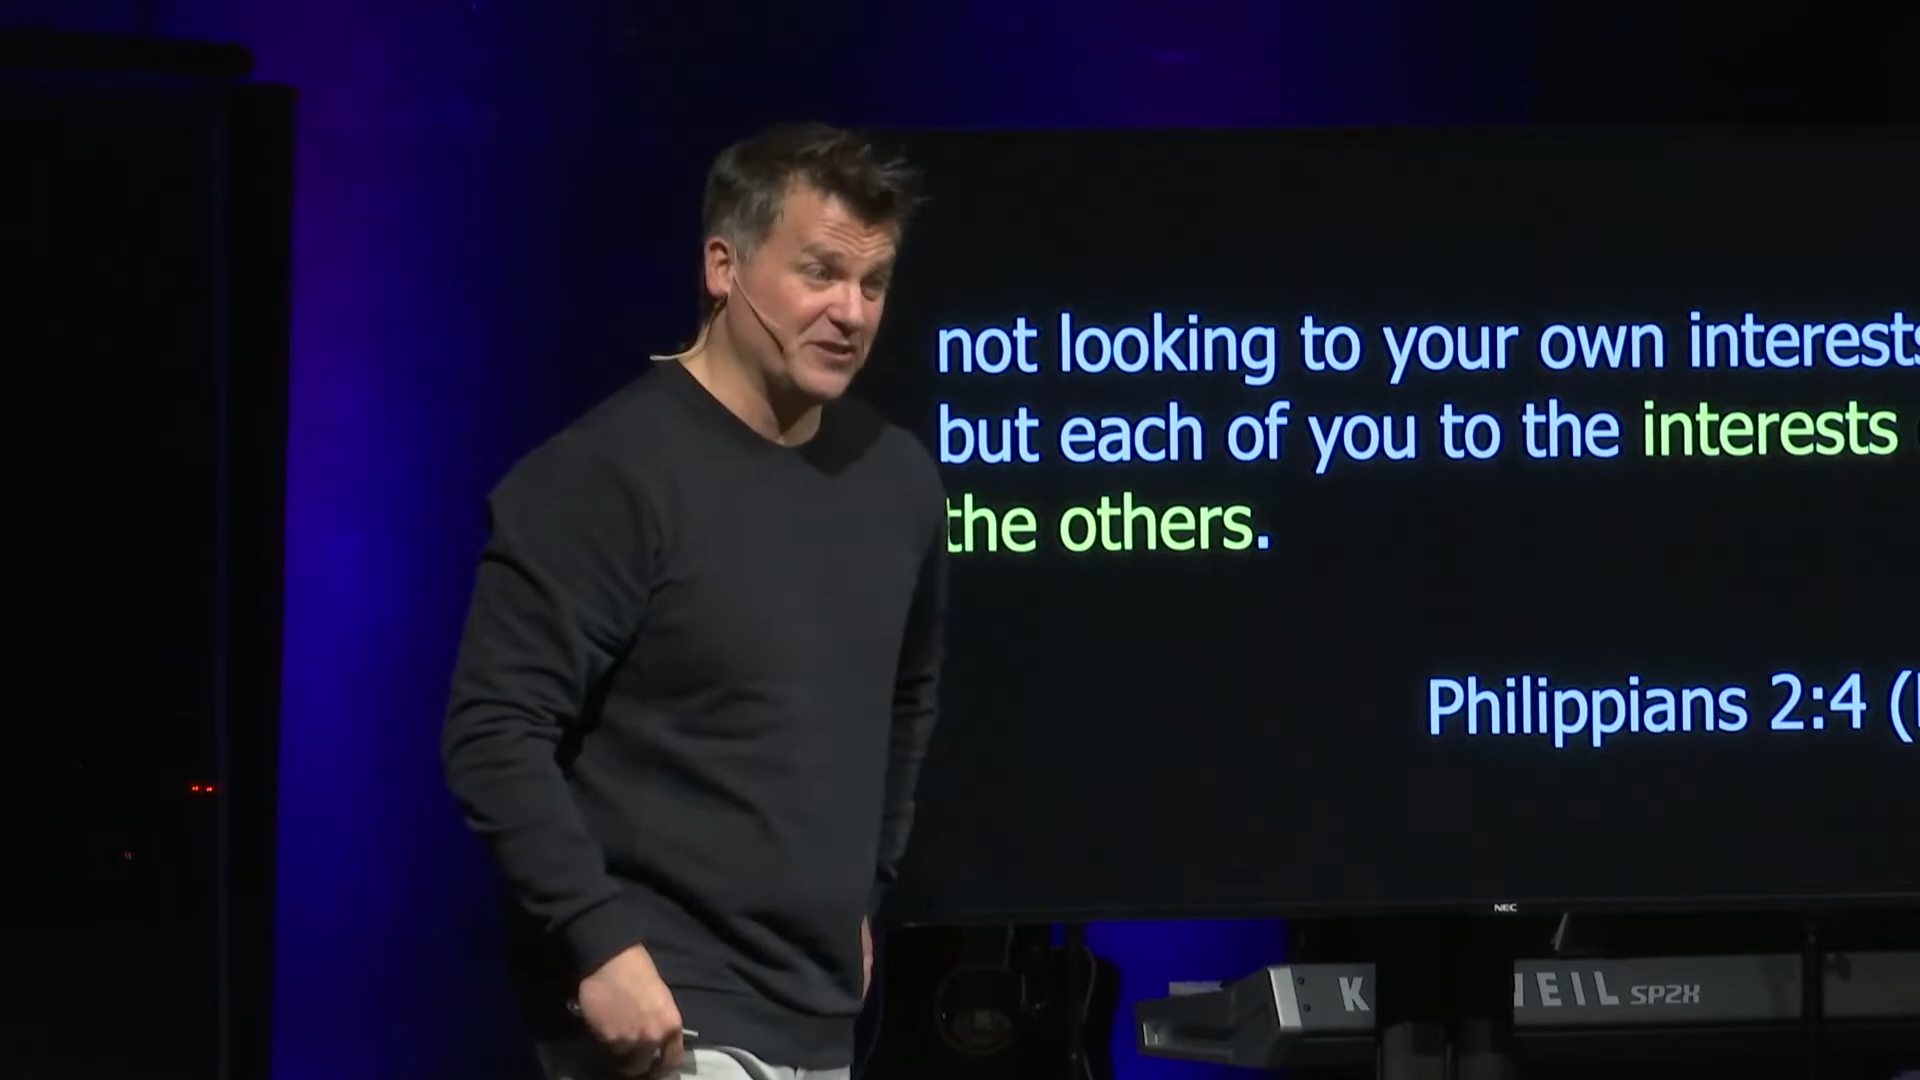 not looking to your own interests
but each of you to the interests
the others.
Philippians 2:4 (
NEC
K NEIL SP2X